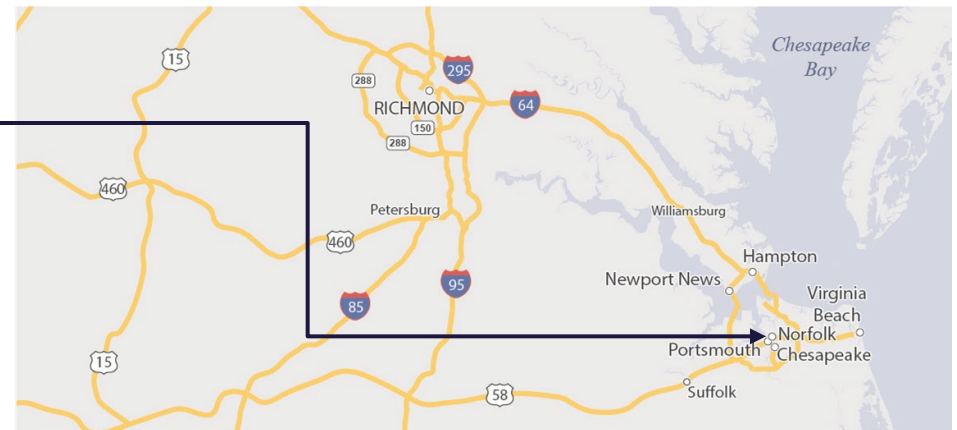 Chesapeake
Bay
15
295
288
64
RICHMOND
150
288
460
Petersburg
Williamsburg
460
Hampton
Newport News
95
Virginia
Beach
85
Norfolk
Portsmouth
Chesapeake
15
Suffolk
58